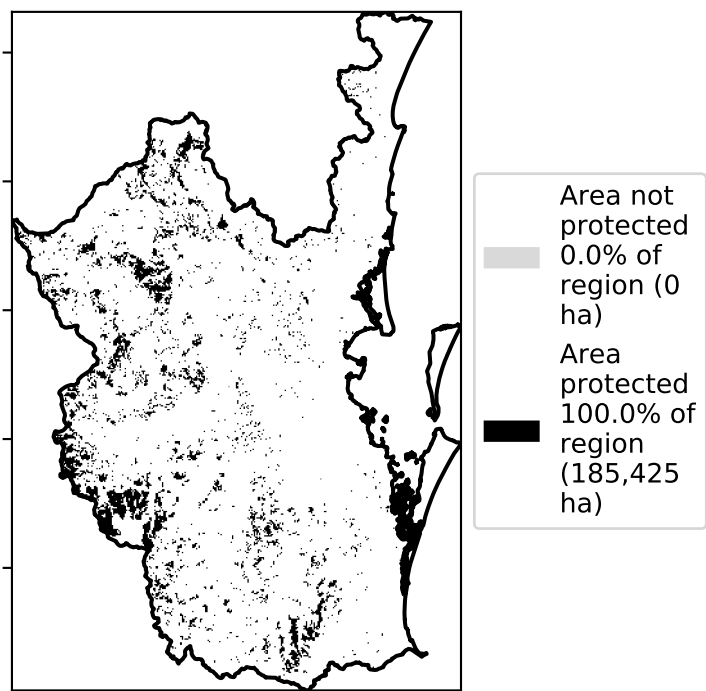 Area not
protected
0.0% of
region (0
ha)
Area
protected
100.0% of
region
(185,425
ha)